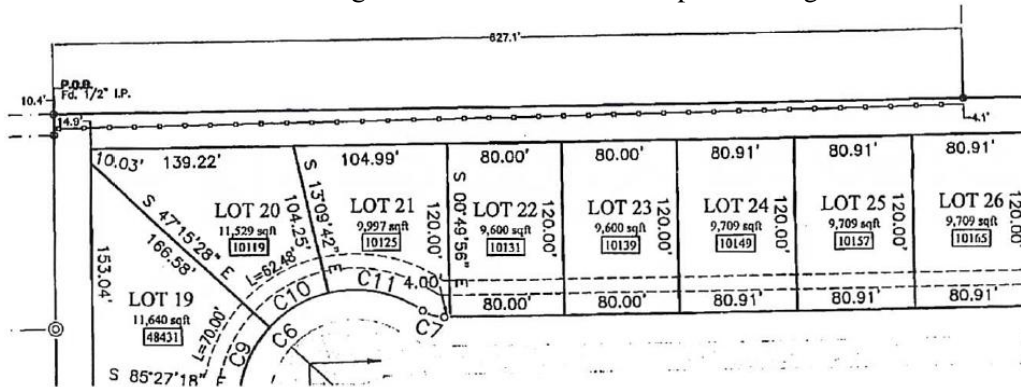 627.1'
P.O.B.
Fd. 1/2" I.P.
10.4'
14.9'
4.1'
10.03'
139.22'
104.99'
80.00'
80.00'
80.91'
80.91'
80.91'
S 47°15'28" E
166.58'
S 13°09'42" E
104.25'
S 00°49'56" E
120.00'
120.00'
120.00'
120.00'
120.00'
120.00'
LOT 20
11,529 sqft
10119
LOT 21
9,997 sqft
10125
LOT 22
9,600 sqft
10131
LOT 23
9,600 sqft
10139
LOT 24
9,709 sqft
10149
LOT 25
9,709 sqft
10157
LOT 26
9,709 sqft
10165
153.04'
LOT 19
11,640 sqft
48431
L=62.48'
L=70.00'
C10
C11
4.00'
C7
C6
C9
80.00'
80.00'
80.91'
80.91'
80.91'
S 85°27'18" E